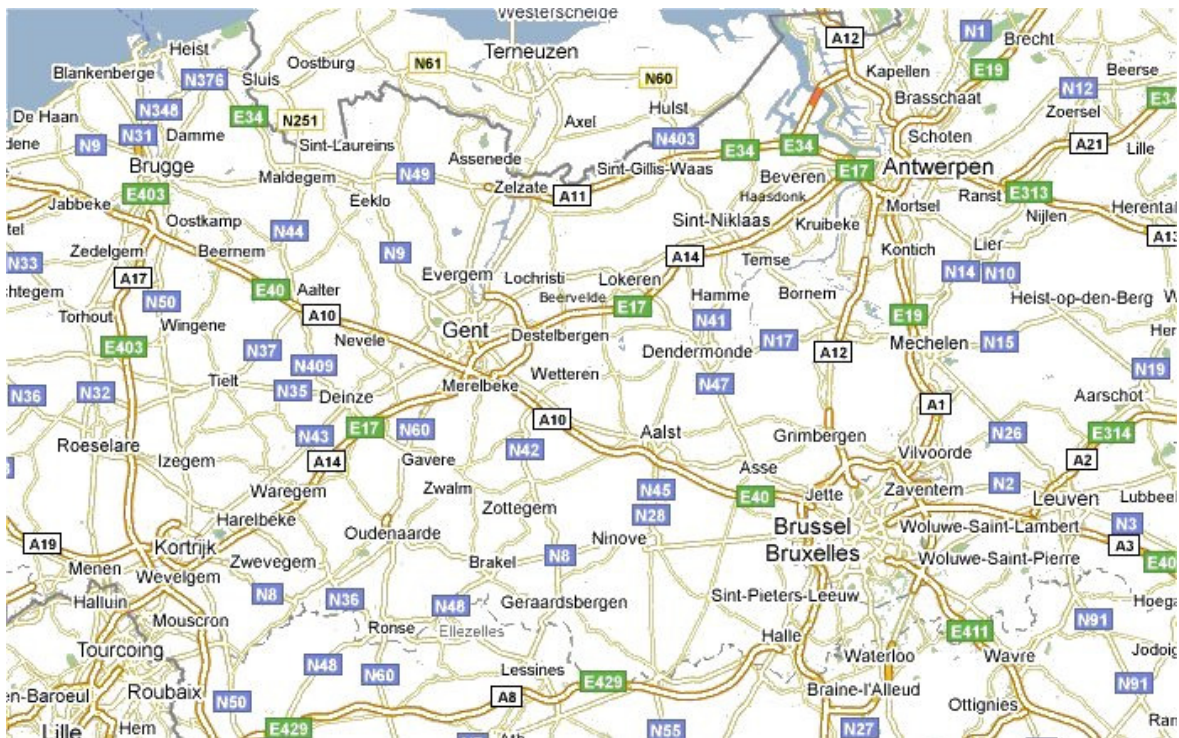 Westerschelde
Heist
Terneuzen
A12
N1
Brecht
Blankenberge
N376
Sluis
Oostburg
N61
N60
Kapellen
E19
N12
Beerse
De Haan
N348
E34
N251
Hulst
Brasschaat
Zoersel
E34
N9
N31
Damme
Sint-Laureins
Axel
N403
E34
E34
Schoten
A21
Lille
Brugge
Maldegem
N49
Assenede
Zelzate
A11
Sint-Gillis-Waas
Beveren
E17
Antwerpen
E403
Jabbeke
Eeklo
Haasdonk
Mortsel
Ranst
E313
Nijlen
Oostkamp
N44
Sint-Niklaas
Kruibeke
Zedelgem
Beernem
N9
A14
Temse
Kontich
Lier
A13
N33
A17
Evergem
Lochristi
Lokeren
N14
N10
N50
E40
Aalter
Beervelde
E17
Hamme
Bornem
Heist-op-den-Berg
Torhout
Wingene
A10
Nevele
Gent
Destelbergen
N41
E19
E403
N37
N409
Dendermonde
N17
A12
Mechelen
N15
N36
N32
Tielt
N35
Deinze
Merelbeke
Wetteren
N47
N19
Aarschot
N43
E17
N60
A10
Aalst
A1
Roeselare
Izegem
A14
Gavere
N42
Grimbergen
N26
E314
Vilvoorde
A2
Waregem
Zwalm
N45
Asse
Zaventem
N2
Harelbeke
Zottegem
N28
E40
Jette
Leuven
A19
Kortrijk
Oudenaarde
Ninove
Brussel
Bruxelles
Woluwe-Saint-Lambert
N3
A3
Menen
Wevelgem
Zwevegem
Brakel
N8
Woluwe-Saint-Pierre
E40
Halluin
N8
N36
N48
Geraardsbergen
Sint-Pieters-Leeuw
Mouscron
Ronse
Ellezelles
Halle
E411
N91
Tourcoing
N48
N60
Lessines
E429
Waterloo
Wavre
Roubaix
N50
A8
Braine-l'Alleud
N91
Lille
Hem
E429
N55
N27
Ottignies